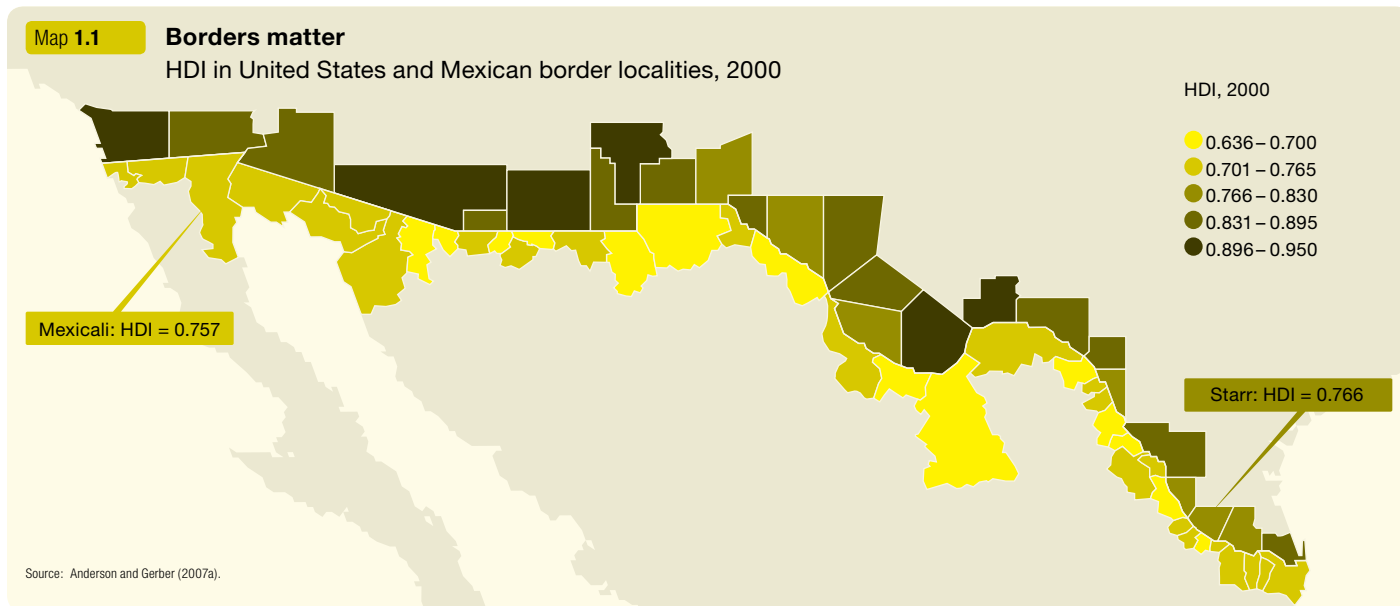 Map 1.1
Borders matter
HDI in United States and Mexican border localities, 2000
HDI, 2000
0.636–0.700
0.701–0.765
0.766–0.830
0.831–0.895
0.896–0.950
Mexicali: HDI = 0.757
Starr: HDI = 0.766
Source: Anderson and Gerber (2007a).